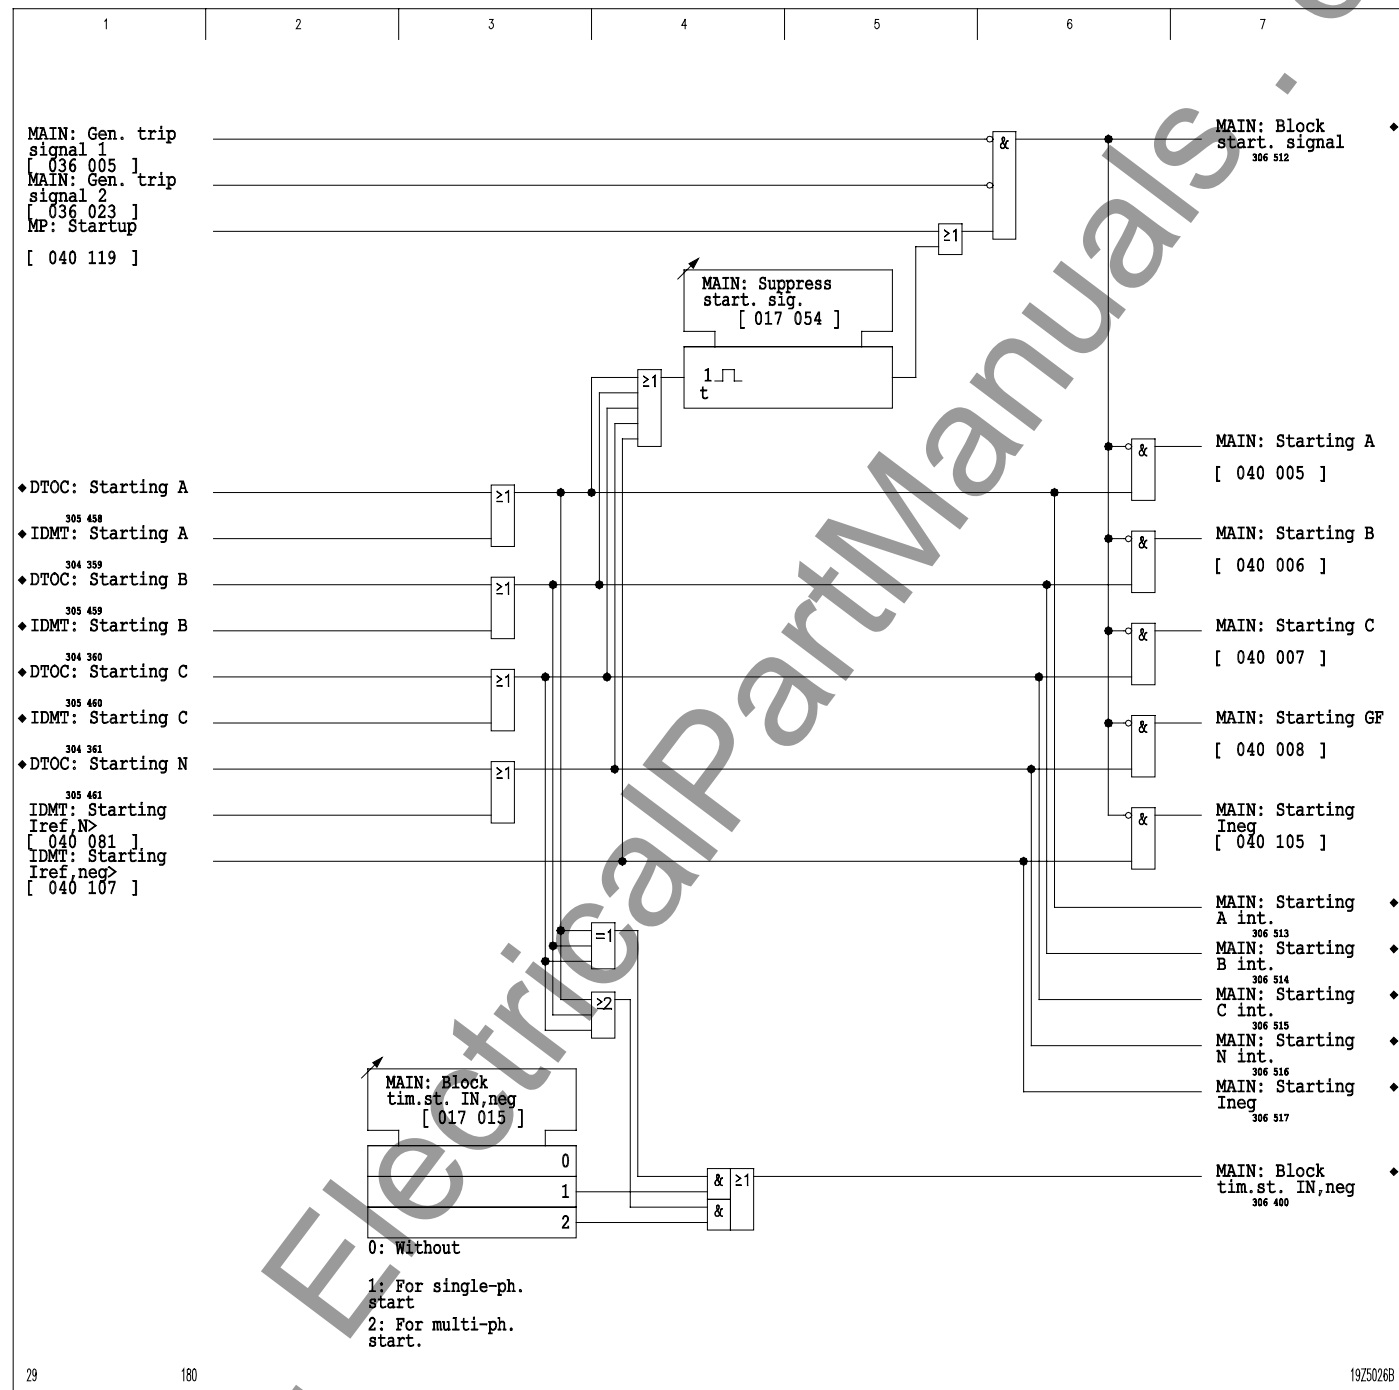 1 2 3 4 5 6 7
MAIN: Gen. trip
signal 1
[ 036 005 ]
MAIN: Gen. trip
signal 2
[ 036 023 ]
MP: Startup
[ 040 119 ]
&
≥1
MAIN: Block
start. signal
306 512
MAIN: Suppress
start. sig.
[ 017 054 ]
1
t
≥1
◆DTOC: Starting A
305 458
◆IDMT: Starting A
304 359
◆DTOC: Starting B
305 459
◆IDMT: Starting B
304 360
◆DTOC: Starting C
305 460
◆IDMT: Starting C
304 361
◆DTOC: Starting N
305 461
IDMT: Starting
Iref,N>
[ 040 081 ]
IDMT: Starting
Iref,neg>
[ 040 107 ]
≥1
≥1
≥1
≥1
&
MAIN: Starting A
[ 040 005 ]
&
MAIN: Starting B
[ 040 006 ]
&
MAIN: Starting C
[ 040 007 ]
&
MAIN: Starting GF
[ 040 008 ]
&
MAIN: Starting
Ineg
[ 040 105 ]
=1
≥2
MAIN: Starting
A int.
306 513
MAIN: Starting
B int.
306 514
MAIN: Starting
C int.
306 515
MAIN: Starting
N int.
306 516
MAIN: Starting
Ineg
306 517
MAIN: Block
tim.st. IN,neg
[ 017 015 ]
0
1
2
& ≥1
&
MAIN: Block
tim.st. IN,neg
306 400
0: Without
1: For single-ph.
start
2: For multi-ph.
start.
29 180 19Z5026B
ElectricalPartManuals .